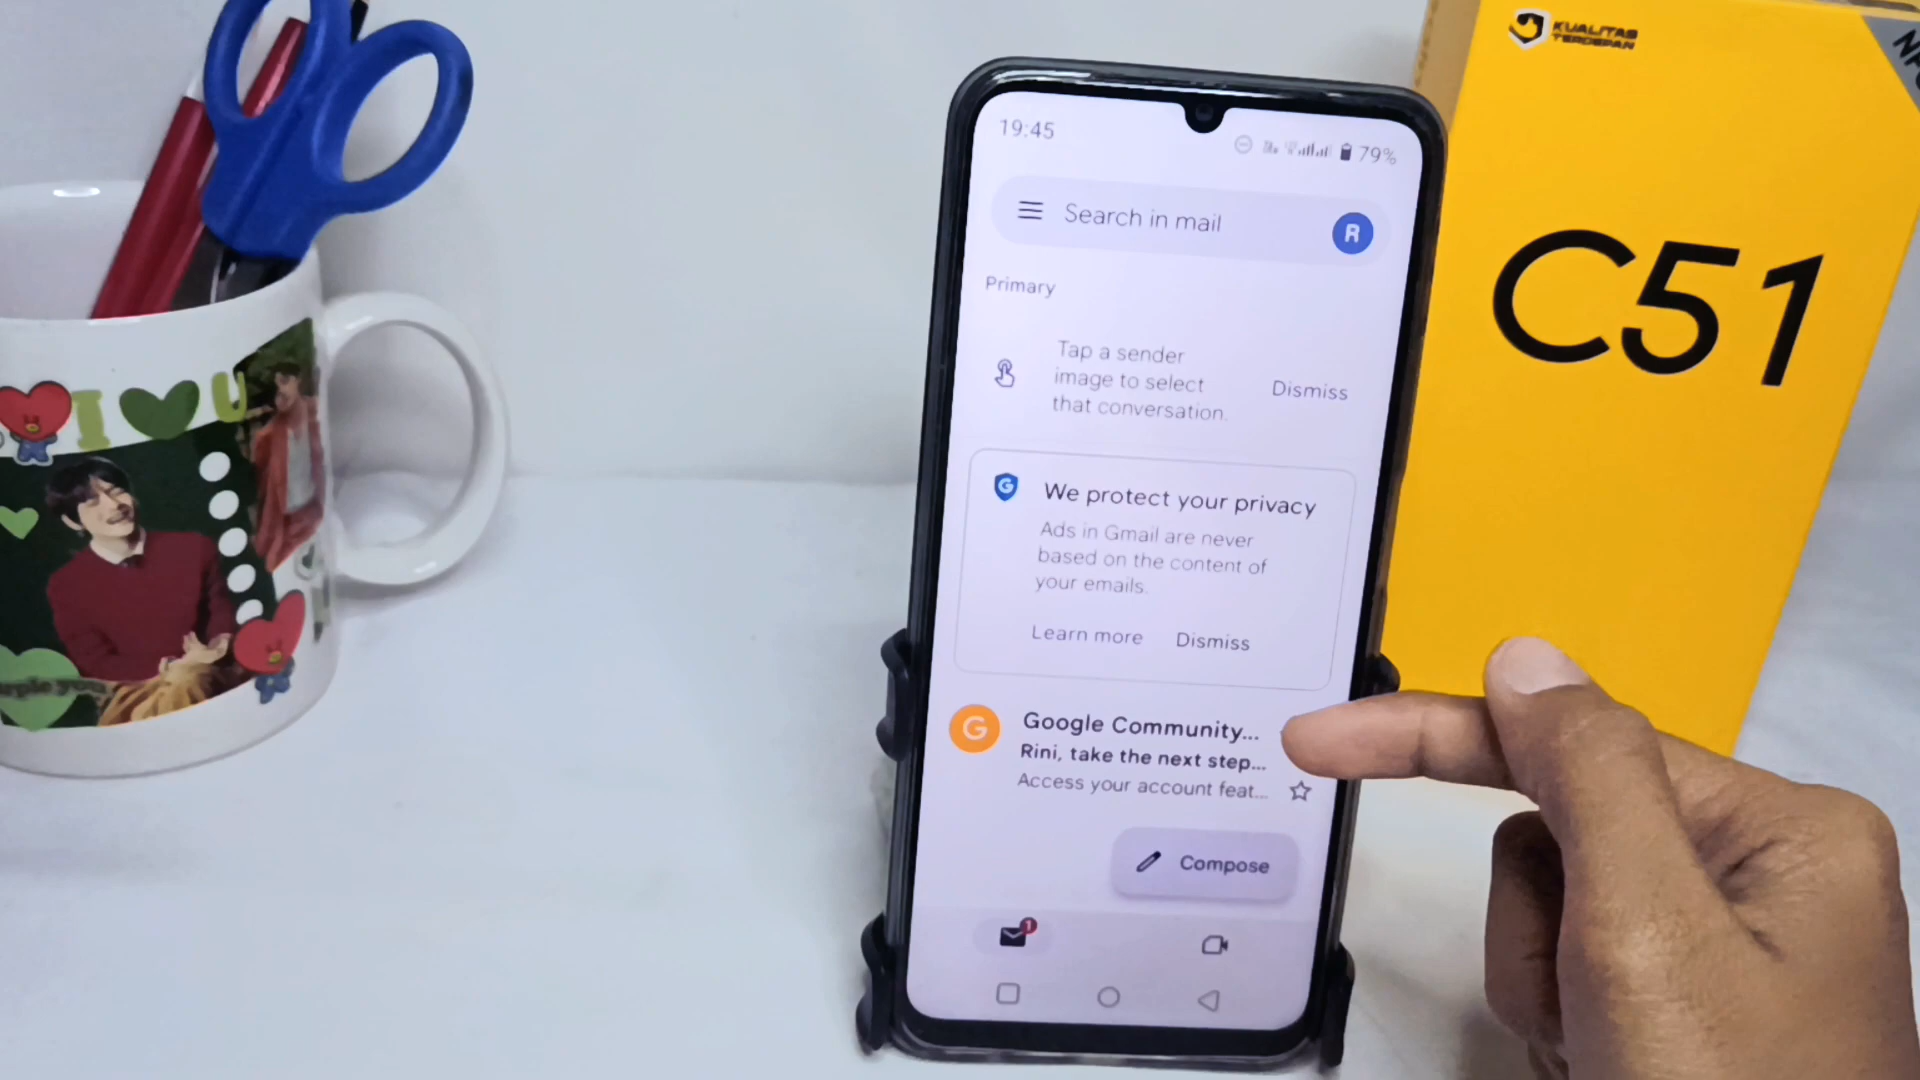 KUALITAS
TERDEPAN
NFC
C51
I U
19:45
79%
Search in mail
R
Primary
Tap a sender
image to select
that conversation.
Dismiss
G
We protect your privacy
Ads in Gmail are never
based on the content of
your emails.
Learn more
Dismiss
G
Google Community...
Rini, take the next step...
Access your account feat...
Compose
1